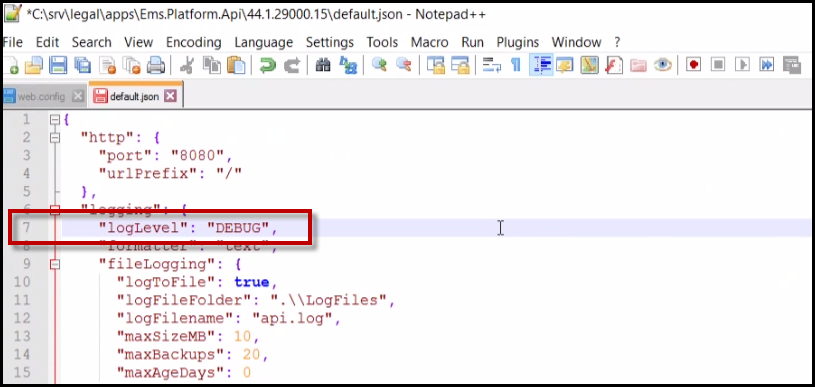 *C:\srv\legal\apps\Ems.Platform.Api\44.1.29000.15\default.json - Notepad++
File Edit Search View Encoding Language Settings Tools Macro Run Plugins Window ?
web.config default.json
1 {
2 "http": {
3 "port": "8080",
4 "urlPrefix": "/"
5 },
6 "logging": {
7 "logLevel": "DEBUG",
8 "formatter": "text",
9 "fileLogging": {
10 "logToFile": true,
11 "logFileFolder": ".\\LogFiles",
12 "logFilename": "api.log",
13 "maxSizeMB": 10,
14 "maxBackups": 20,
15 "maxAgeDays": 0